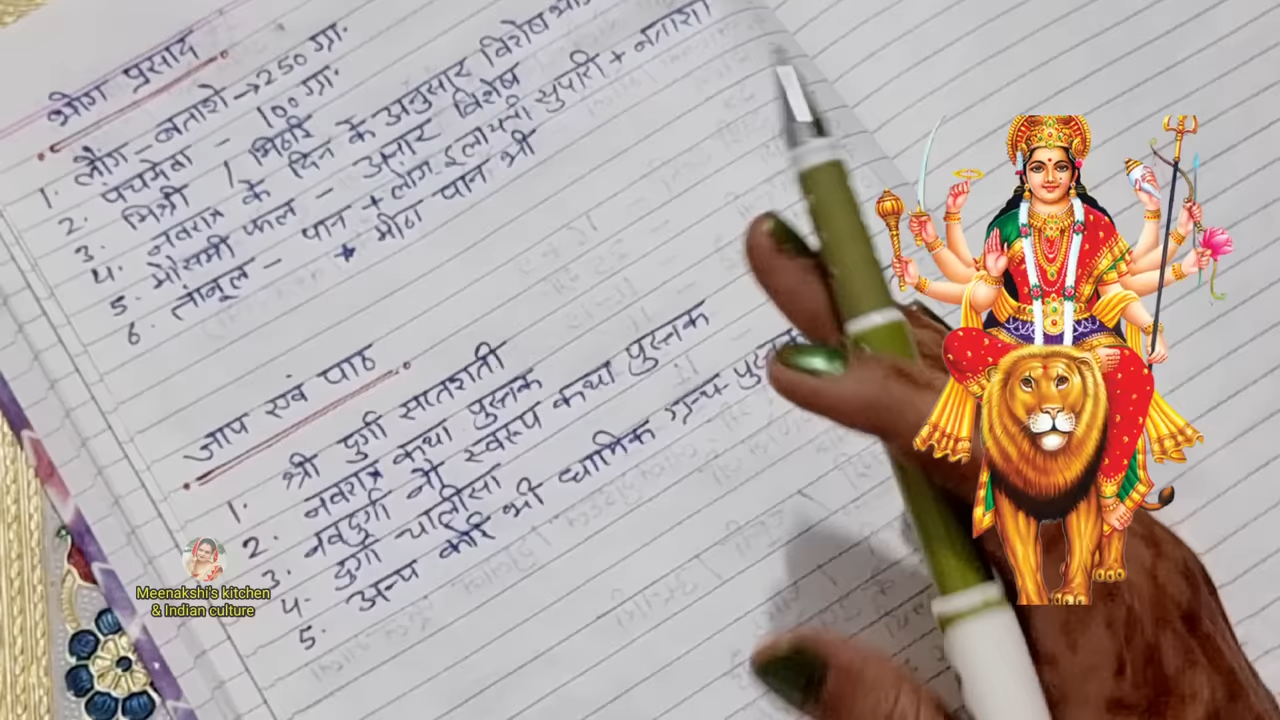 भोग प्रसाद
1. लौंग - बताशे → 250 ग्रा.
2. पंचमेवा - 100 ग्रा.
3. मिश्री / मिठाई
4. नवरात्र के दिन के अनुसार विशेष
5. मौसमी फल - अनार विशेष
6. तांबूल - पान + लौंग इलायची सुपारी + बताशा
* मीठा पान भी
जाप एवं पाठ
1. श्री दुर्गा सप्तशती
2. नवरात्र कथा पुस्तक
3. नवदुर्गा नौ स्वरूप कथा पुस्तक
4. दुर्गा चालीसा
5. अन्य कोई भी धार्मिक ग्रन्थ
Meenakshi's kitchen
& Indian culture